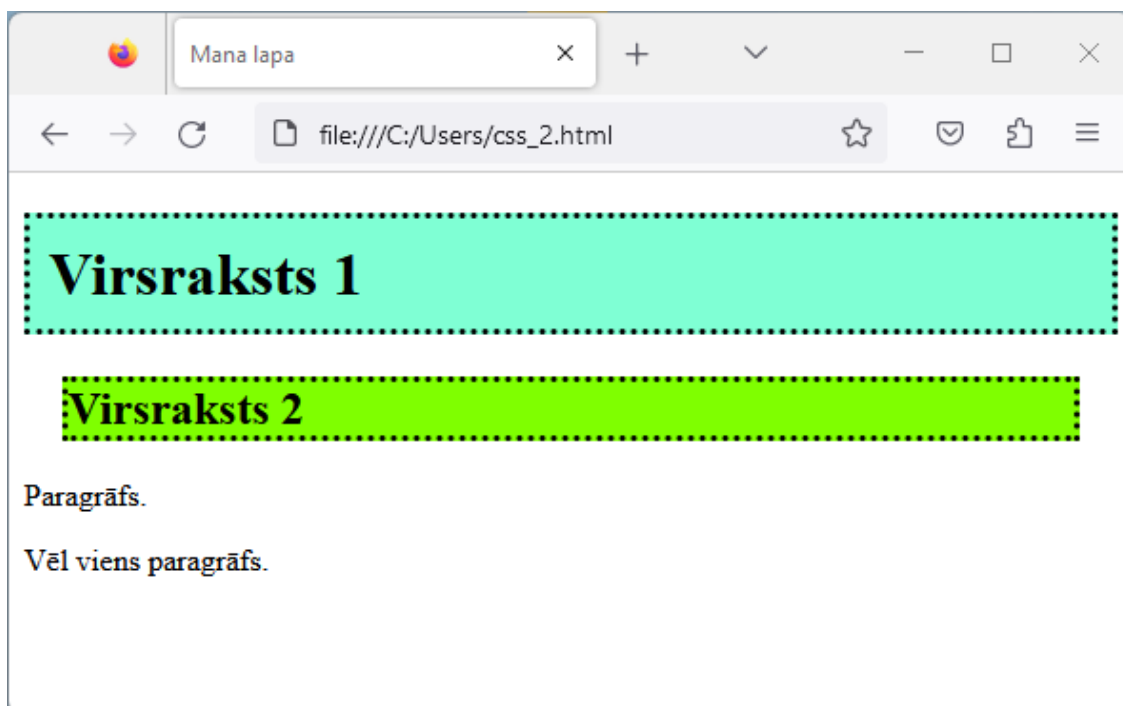 Mana lapa
file:///C:/Users/css_2.html
Virsraksts 1
Virsraksts 2
Paragrāfs.
Vēl viens paragrāfs.